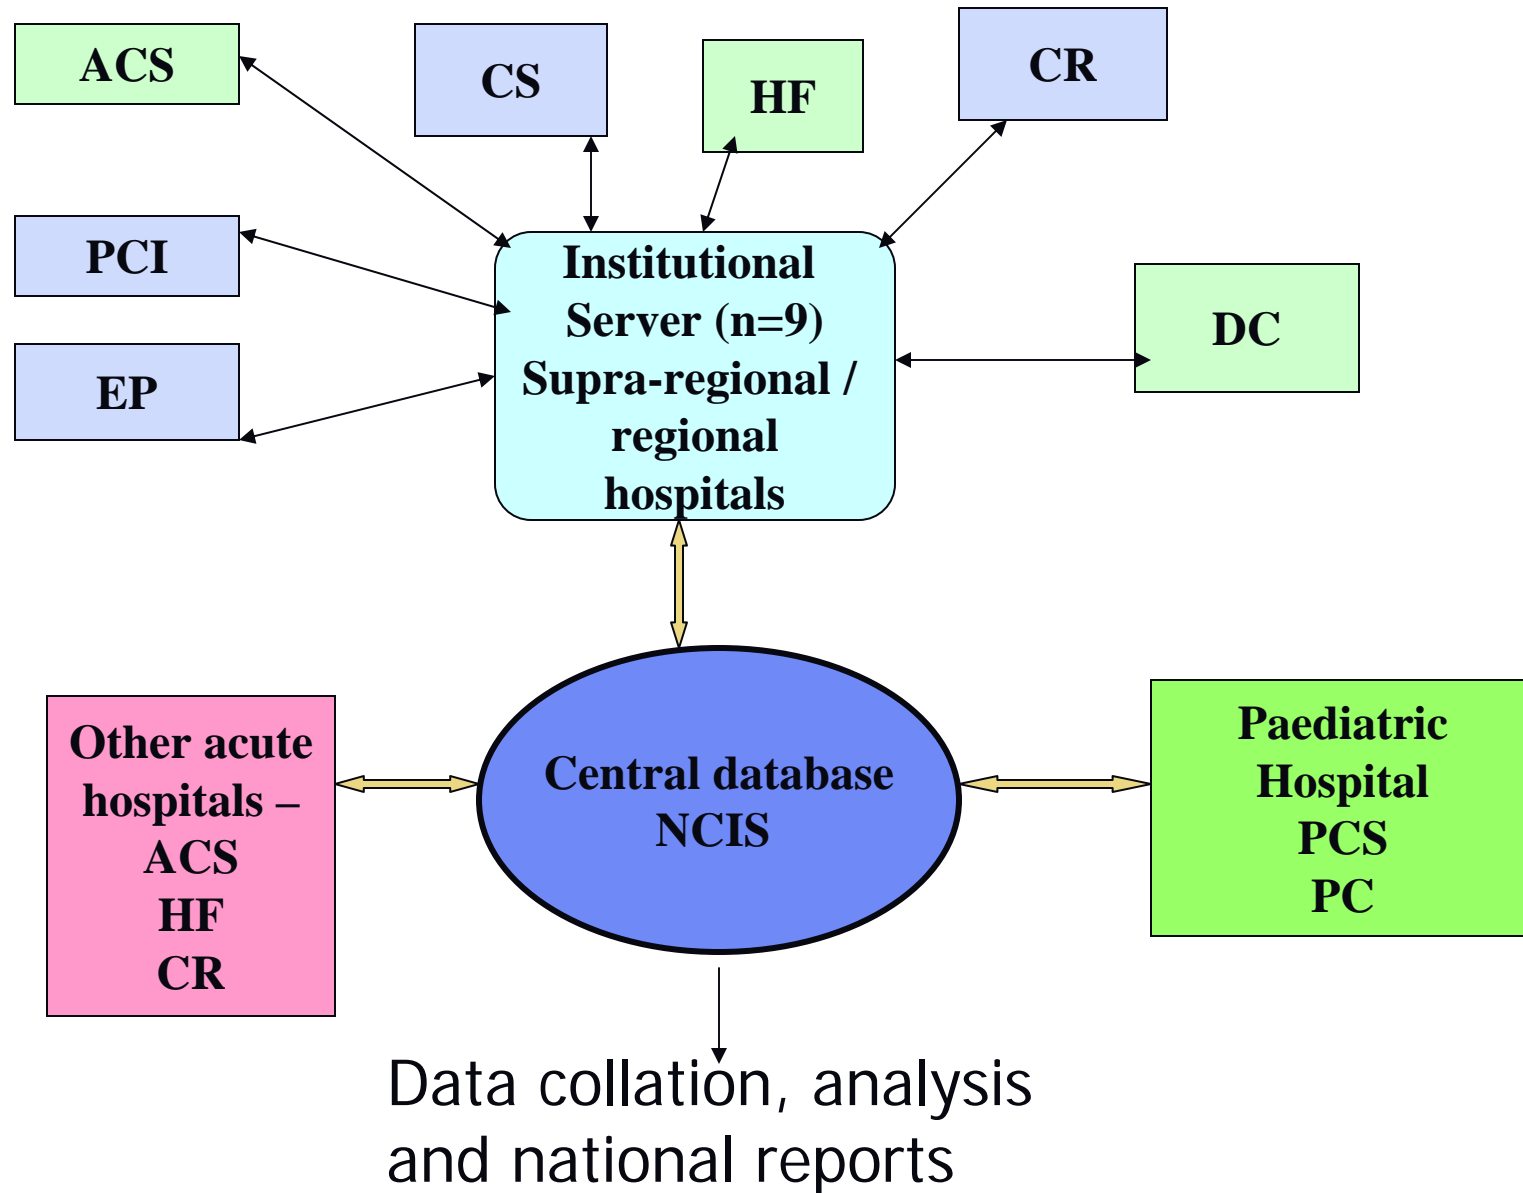 ACS
CS
HF
CR
PCI
EP
Institutional
Server (n=9)
Supra-regional /
regional
hospitals
DC
Other acute
hospitals –
ACS
HF
CR
Central database
NCIS
Paediatric
Hospital
PCS
PC
Data collation, analysis
and national reports